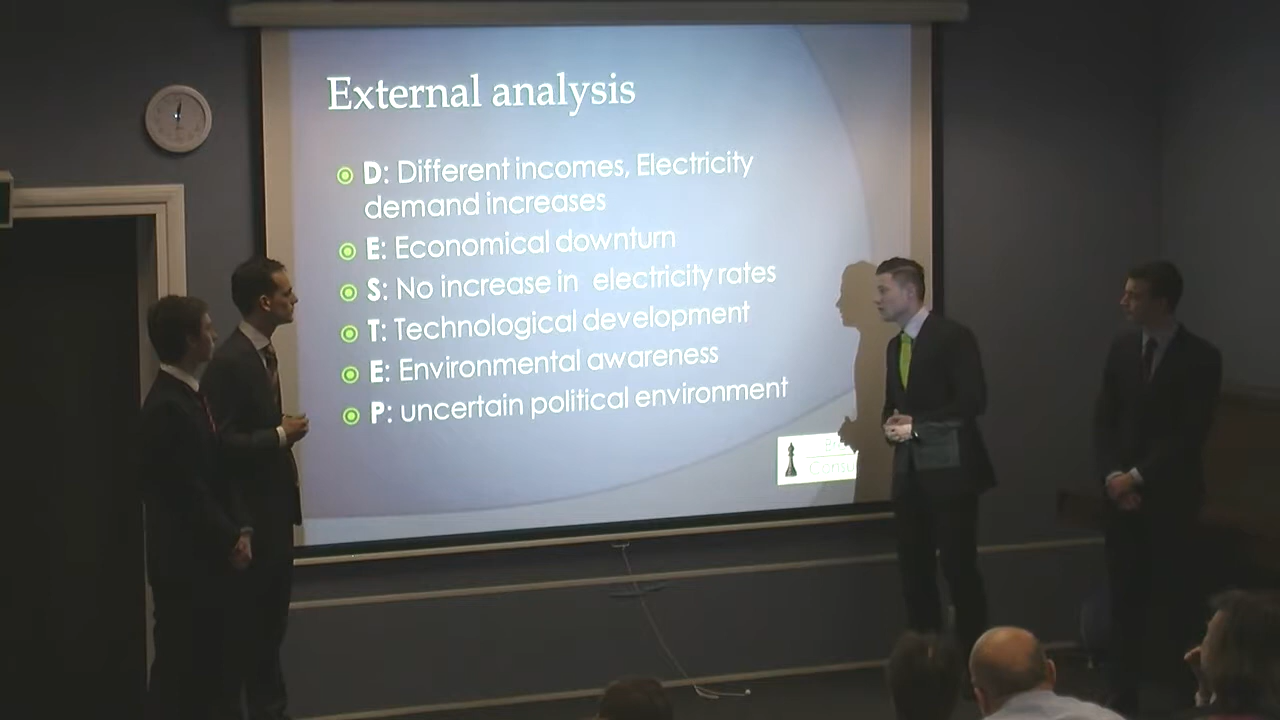 External analysis
D: Different incomes, Electricity
demand increases
E: Economical downturn
S: No increase in electricity rates
T: Technological development
E: Environmental awareness
P: uncertain political environment